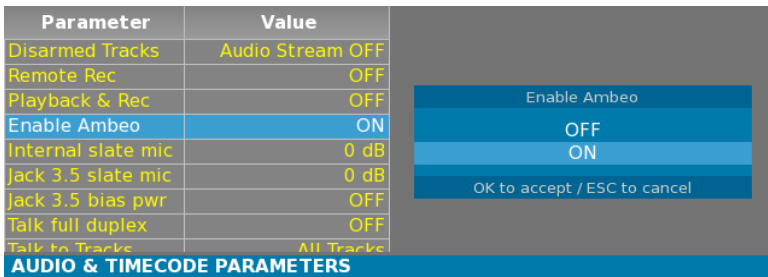 Parameter Value
Disarmed Tracks Audio Stream OFF
Remote Rec OFF
Playback & Rec OFF
Enable Ambeo ON
Internal slate mic 0 dB
Jack 3.5 slate mic 0 dB
Jack 3.5 bias pwr OFF
Talk full duplex OFF
Talk to Tracks All Tracks
Enable Ambeo
OFF
ON
OK to accept / ESC to cancel
AUDIO & TIMECODE PARAMETERS